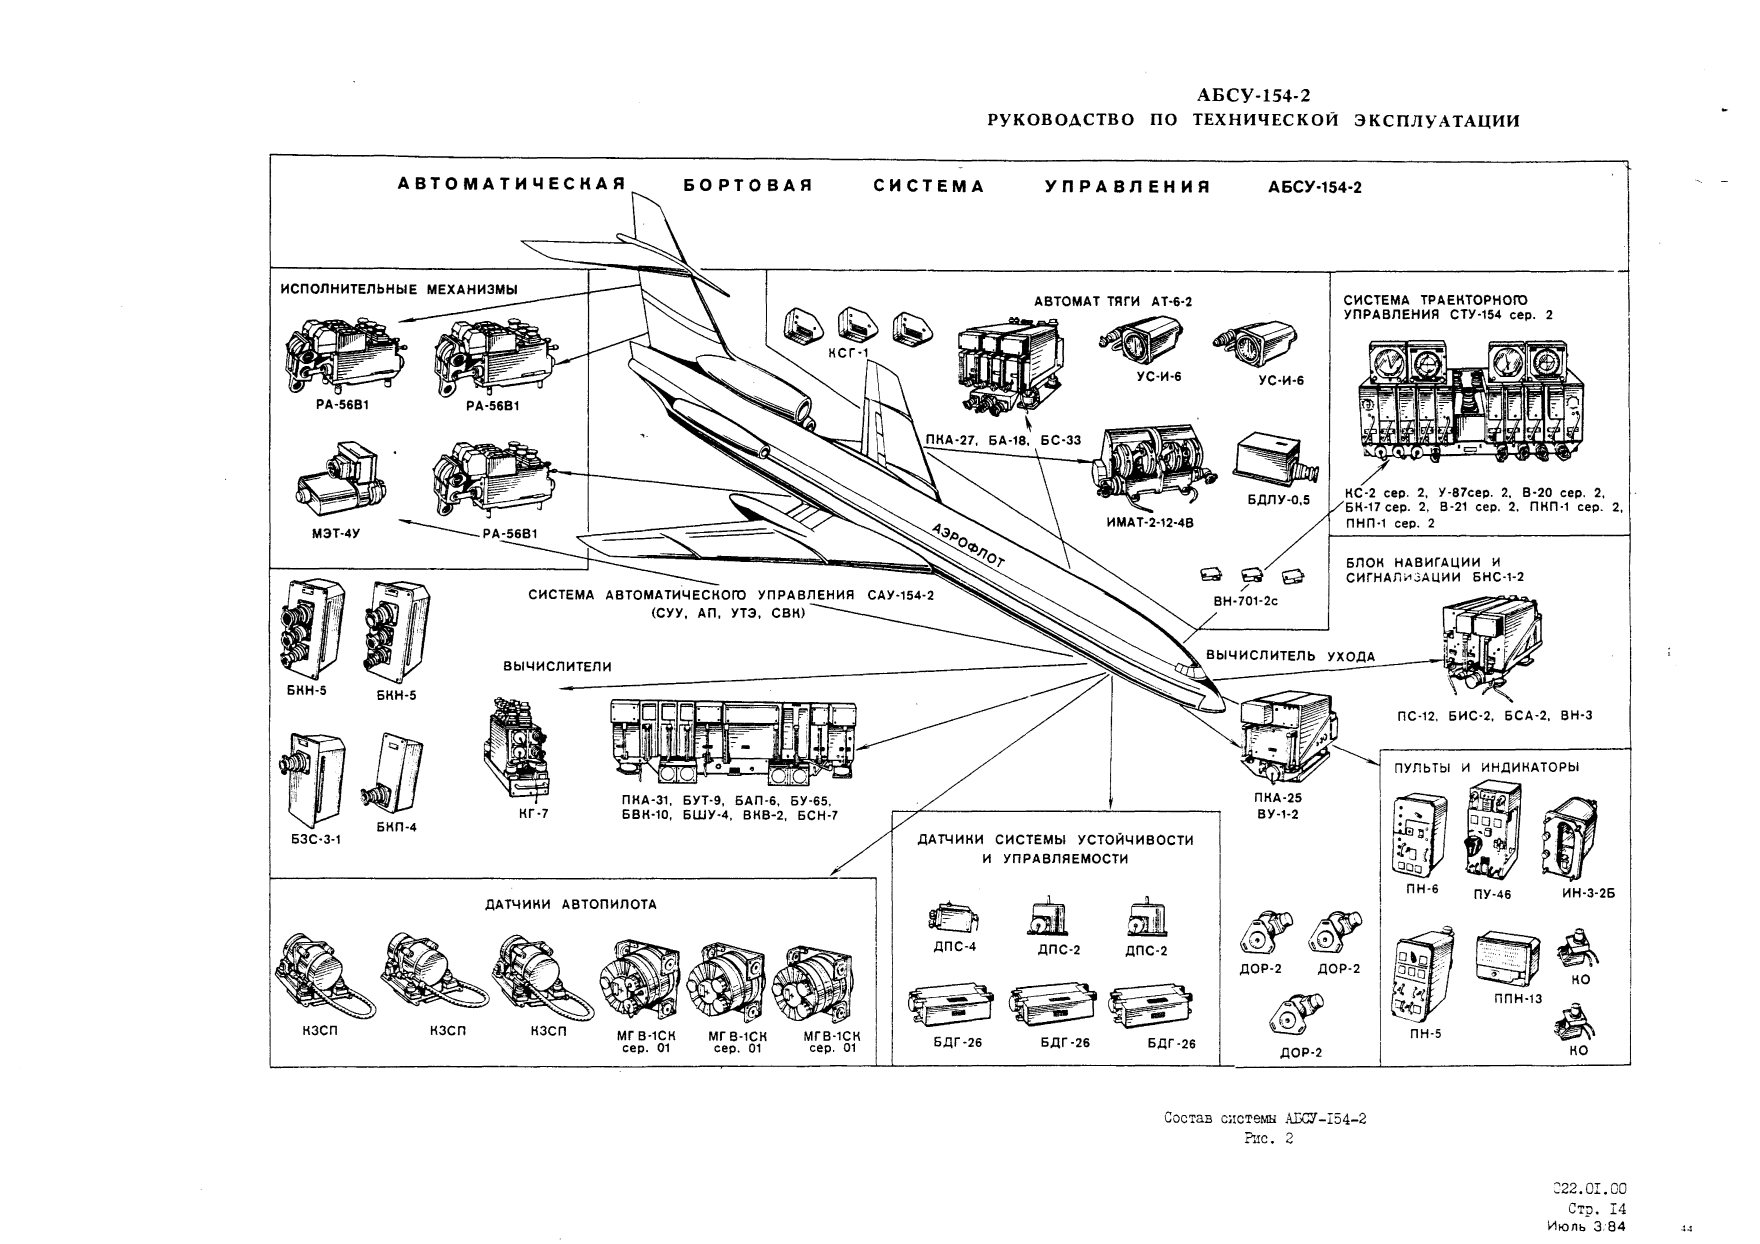 АБСУ-154-2
РУКОВОДСТВО ПО ТЕХНИЧЕСКОЙ ЭКСПЛУАТАЦИИ
АВТОМАТИЧЕСКАЯ БОРТОВАЯ СИСТЕМА УПРАВЛЕНИЯ АБСУ-154-2
ИСПОЛНИТЕЛЬНЫЕ МЕХАНИЗМЫ
РА-56В1
РА-56В1
МЭТ-4У
РА-56В1
КСГ-1
АВТОМАТ ТЯГИ АТ-6-2
УС-И-6
УС-И-6
ПКА-27, БА-18, БС-33
ИМАТ-2-12-4В
БДЛУ-0,5
ВН-701-2с
СИСТЕМА ТРАЕКТОРНОГО
УПРАВЛЕНИЯ СТУ-154 сер. 2
КС-2 сер. 2, У-87сер. 2, В-20 сер. 2,
БК-17 сер. 2, В-21 сер. 2, ПКП-1 сер. 2,
ПНП-1 сер. 2
АЭРОФЛОТ
СИСТЕМА АВТОМАТИЧЕСКОГО УПРАВЛЕНИЯ САУ-154-2
(СУУ, АП, УТЭ, СВК)
БЛОК НАВИГАЦИИ И
СИГНАЛИЗАЦИИ БНС-1-2
ПС-12, БИС-2, БСА-2, ВН-3
ВЫЧИСЛИТЕЛЬ УХОДА
ПКА-25
ВУ-1-2
БКН-5
БКН-5
БЗС-3-1
БКП-4
ВЫЧИСЛИТЕЛИ
КГ-7
ПКА-31, БУТ-9, БАП-6, БУ-65,
БВК-10, БШУ-4, ВКВ-2, БСН-7
ПУЛЬТЫ И ИНДИКАТОРЫ
ПН-6
ПУ-46
ИН-3-2Б
ПН-5
ППН-13
КО
КО
ДАТЧИКИ АВТОПИЛОТА
КЗСП
КЗСП
КЗСП
МГВ-1СК
сер. 01
МГВ-1СК
сер. 01
МГВ-1СК
сер. 01
ДАТЧИКИ СИСТЕМЫ УСТОЙЧИВОСТИ
И УПРАВЛЯЕМОСТИ
ДПС-4
ДПС-2
ДПС-2
БДГ-26
БДГ-26
БДГ-26
ДОР-2
ДОР-2
ДОР-2
Состав системы АБСУ-154-2
Рис. 2
022.01.00
Стр. 14
Июль 3/84
44